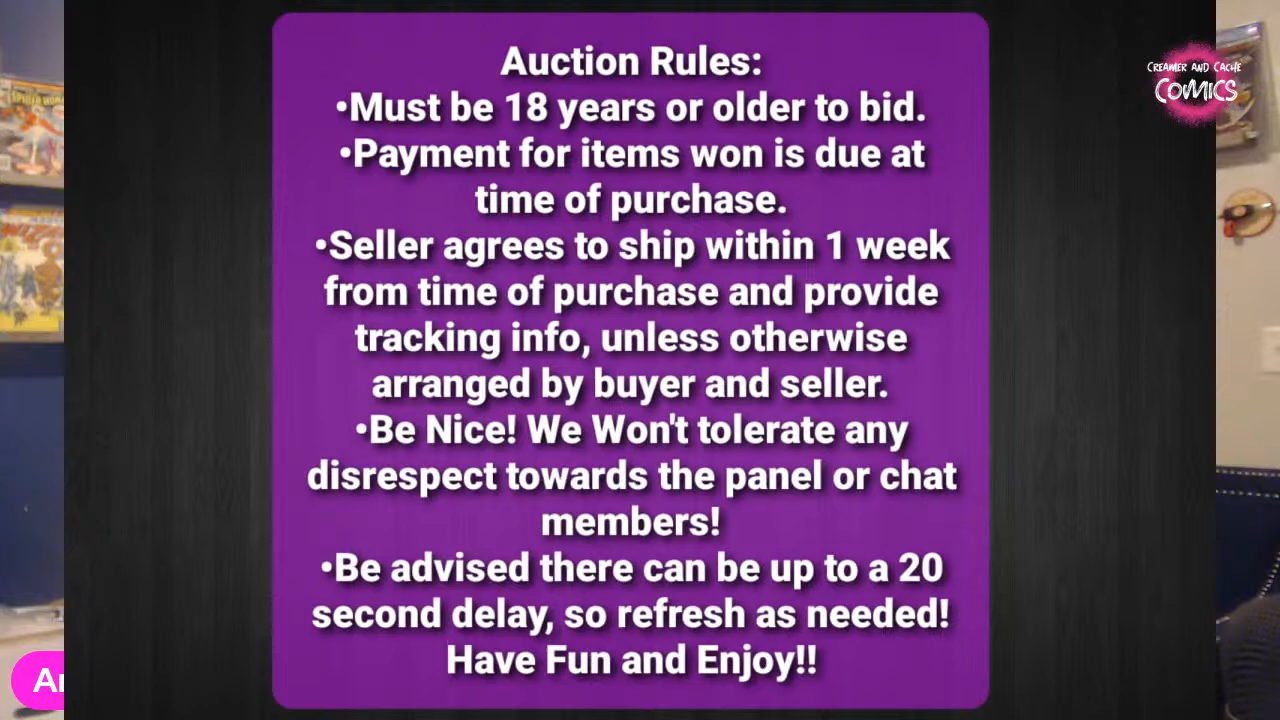 Auction Rules:
•Must be 18 years or older to bid.
•Payment for items won is due at
time of purchase.
•Seller agrees to ship within 1 week
from time of purchase and provide
tracking info, unless otherwise
arranged by buyer and seller.
•Be Nice! We Won't tolerate any
disrespect towards the panel or chat
members!
•Be advised there can be up to a 20
second delay, so refresh as needed!
Have Fun and Enjoy!!
CREAMER AND CACHE
COMICS